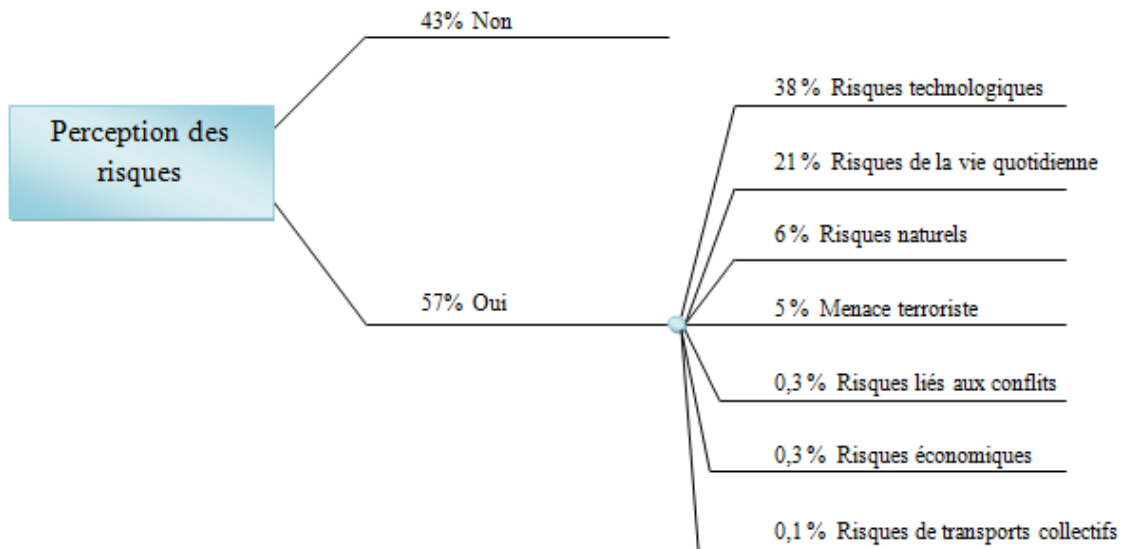 43% Non
Perception des
risques
57% Oui
38% Risques technologiques
21% Risques de la vie quotidienne
6% Risques naturels
5% Menace terroriste
0,3% Risques liés aux conflits
0,3% Risques économiques
0,1% Risques de transports collectifs